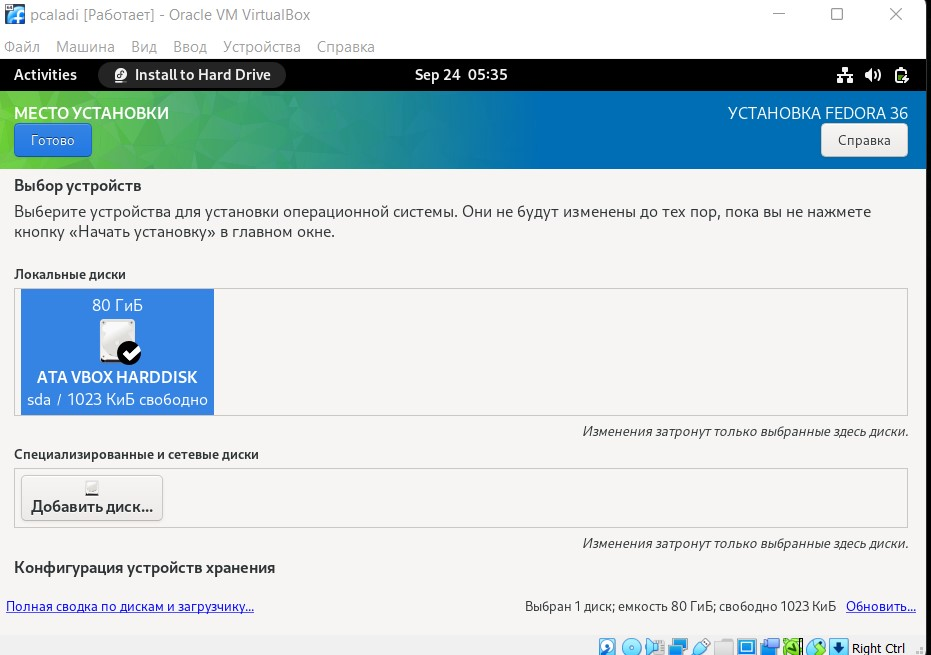 pcaladi [Работает] - Oracle VM VirtualBox
Файл Машина Вид Ввод Устройства Справка
Activities Install to Hard Drive Sep 24 05:35
МЕСТО УСТАНОВКИ УСТАНОВКА FEDORA 36
Готово Справка
Выбор устройств
Выберите устройства для установки операционной системы. Они не будут изменены до тех пор, пока вы не нажмете
кнопку «Начать установку» в главном окне.
Локальные диски
80 ГиБ
ATA VBOX HARDDISK
sda / 1023 КиБ свободно
Изменения затронут только выбранные здесь диски.
Специализированные и сетевые диски
Добавить диск...
Изменения затронут только выбранные здесь диски.
Конфигурация устройств хранения
Полная сводка по дискам и загрузчику... Выбран 1 диск; емкость 80 ГиБ; свободно 1023 КиБ Обновить...
Right Ctrl